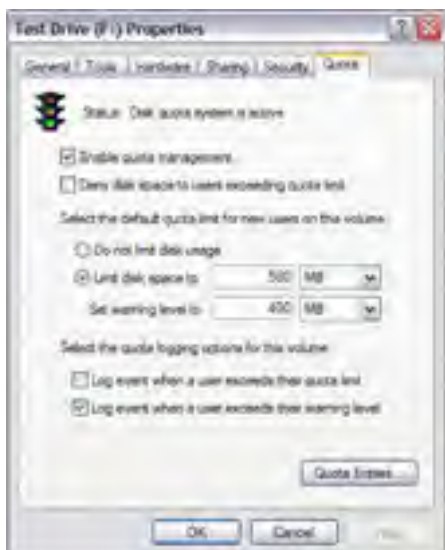 Test Drive (F:) Properties
General Tools Hardware Sharing Security Quota
Status: Disk quota system is active
Enable quota management
Deny disk space to users exceeding quota limit
Select the default quota limit for new users on this volume:
Do not limit disk usage
Limit disk space to 500 MB
Set warning level to 400 MB
Select the quota logging options for this volume:
Log event when a user exceeds their quota limit
Log event when a user exceeds their warning level
Quota Entries...
OK Cancel